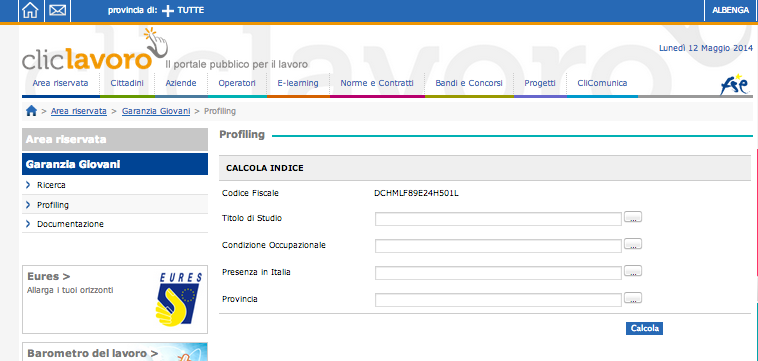 provincia di: TUTTE
ALBENGA
cliclavoro
Il portale pubblico per il lavoro
Lunedì 12 Maggio 2014
Area riservata Cittadini Aziende Operatori E-learning Norme e Contratti Bandi e Concorsi Progetti CliComunica
fse
> Area riservata > Garanzia Giovani > Profiling
Area riservata
Garanzia Giovani
> Ricerca
> Profiling
> Documentazione
Eures >
Allarga i tuoi orizzonti
EURES
Barometro del lavoro >
Profiling
CALCOLA INDICE
Codice Fiscale DCHMLF89E24H501L
Titolo di Studio ...
Condizione Occupazionale ...
Presenza in Italia ...
Provincia ...
Calcola